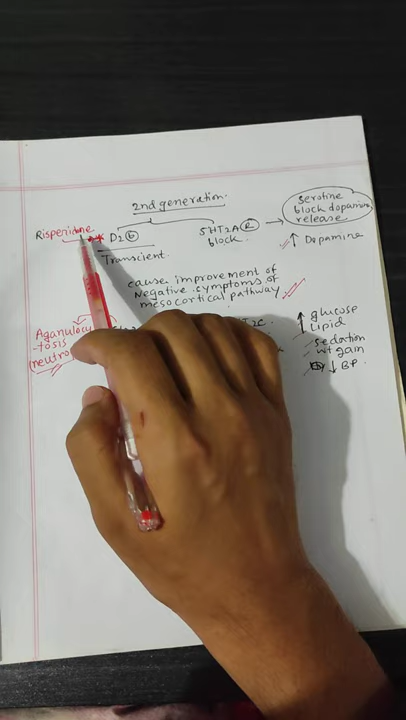 2nd generation
serotine
block dopamine
release
Risperidone ** D2 b 5HT2A R →
block
↑ Dopamine
Transcient.
cause improvement of
Negative symptoms of
mesocortical pathway
Aganulocy
-tosis
↑ glucose
Lipid
sedation
wt gain
↓ BP